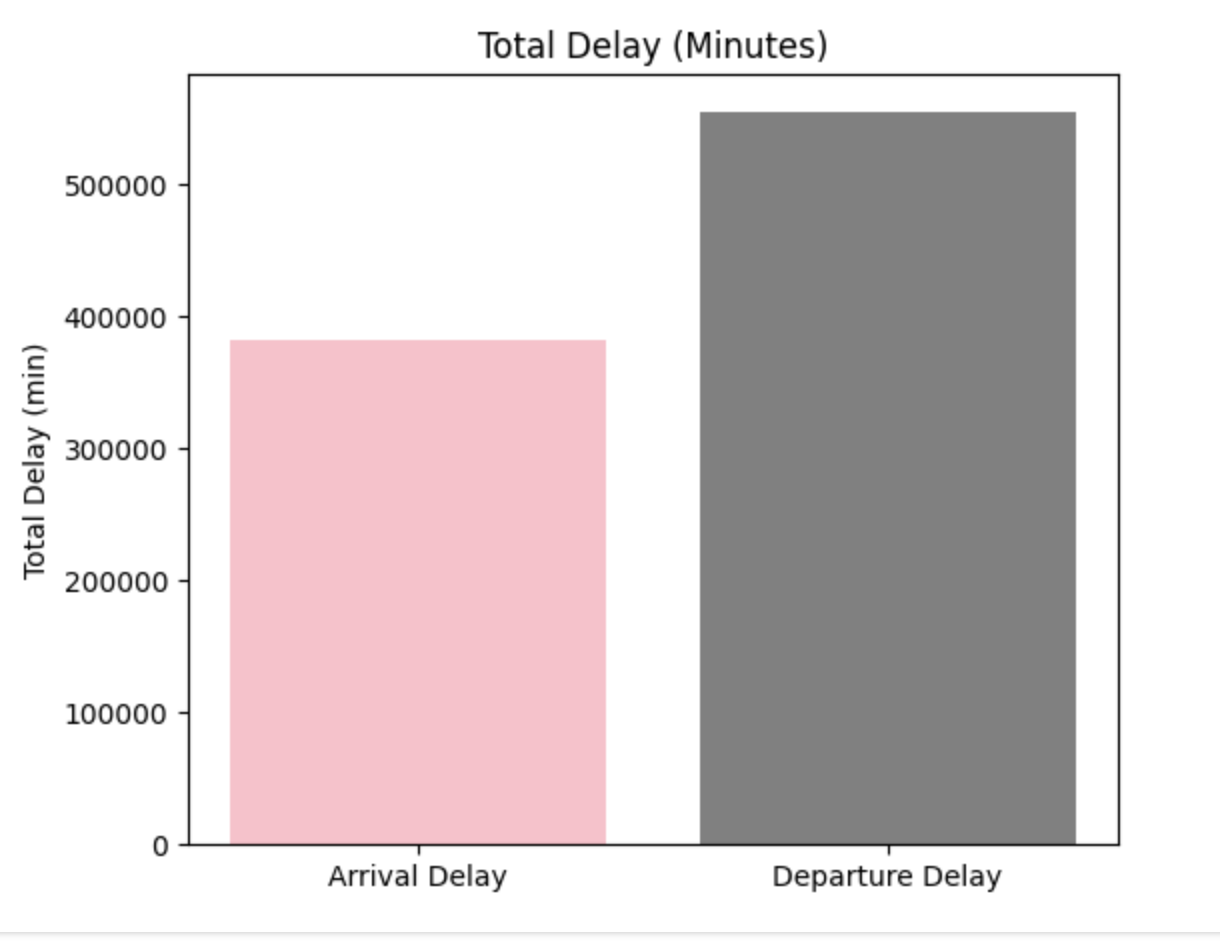 Total Delay (Minutes)
Total Delay (min)
500000
400000
300000
200000
100000
0
Arrival Delay
Departure Delay